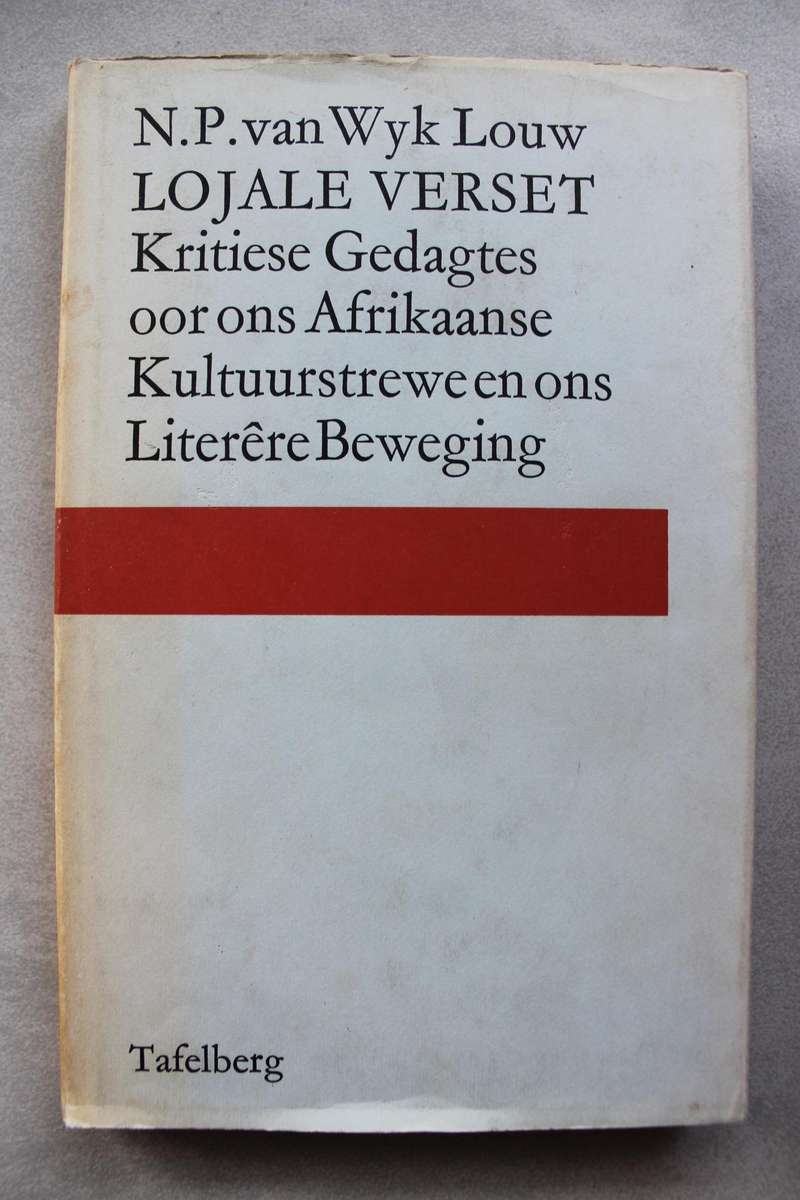 N.P. van Wyk Louw
LOJALE VERSET
Kritiese Gedagtes
oor ons Afrikaanse
Kultuurstrewe en ons
Literêre Beweging
Tafelberg